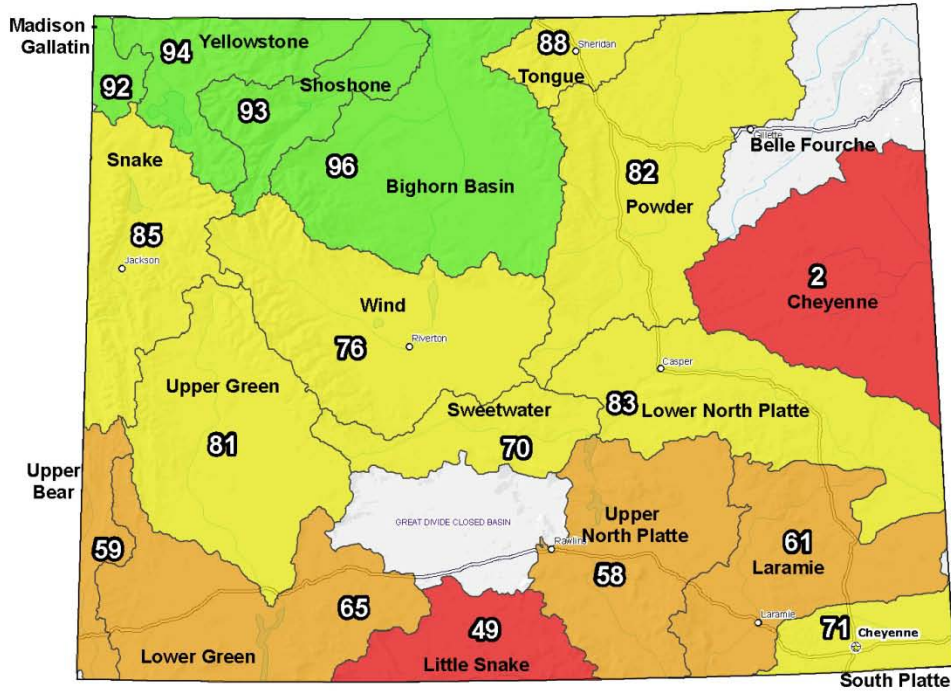 Madison
Gallatin
94
Yellowstone
88
Sheridan
Tongue
92
Shoshone
93
Gillette
Belle Fourche
Snake
96
Bighorn Basin
82
Powder
85
Jackson
2
Cheyenne
Wind
76
Riverton
Casper
Upper Green
81
Sweetwater
70
83
Lower North Platte
Upper
Bear
59
GREAT DIVIDE CLOSED BASIN
Upper
North Platte
Rawlins
58
61
Laramie
65
49
Little Snake
Lower Green
Laramie
71
Cheyenne
South Platte